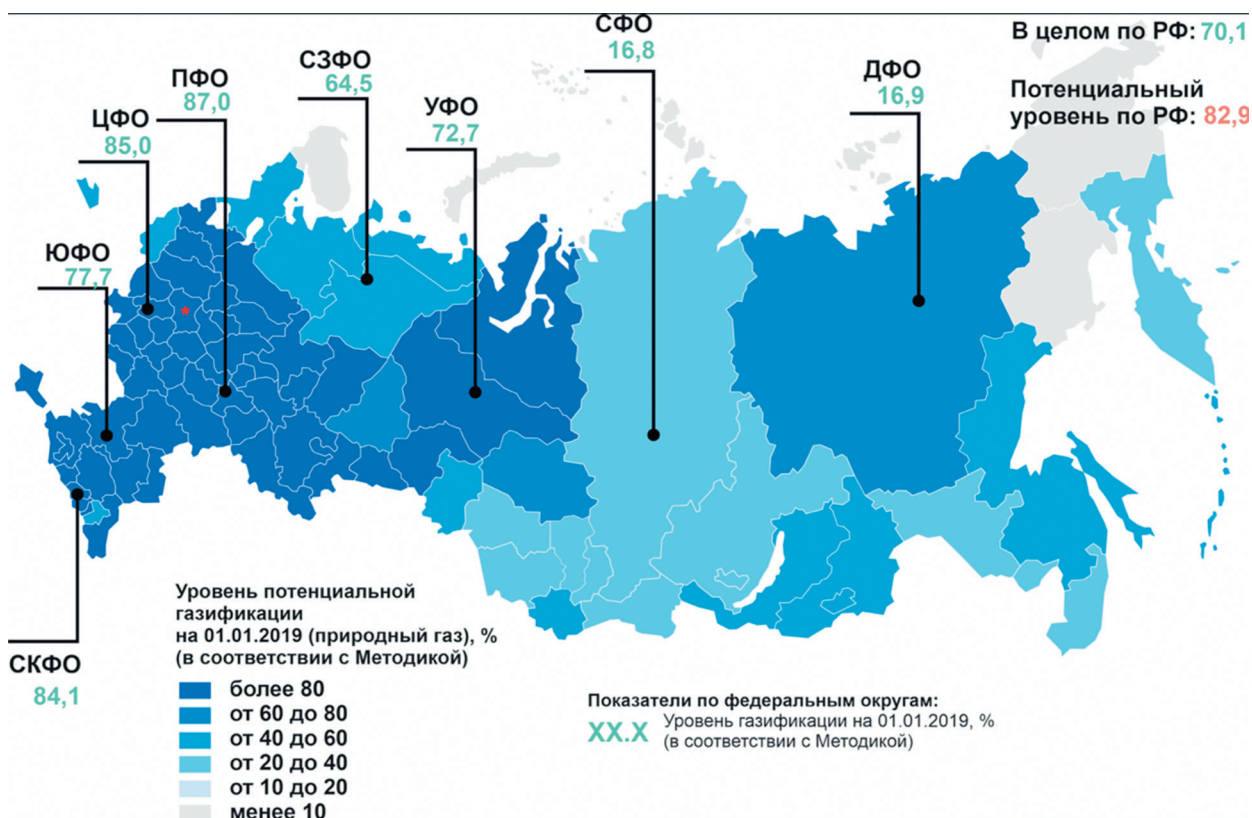 СФО
16,8
В целом по РФ: 70,1
СЗФО
64,5
ПФО
87,0
ДФО
16,9
Потенциальный
уровень по РФ: 82,9
УФО
72,7
ЦФО
85,0
ЮФО
77,7
СКФО
84,1
Уровень потенциальной
газификации
на 01.01.2019 (природный газ), %
(в соответствии с Методикой)
более 80
от 60 до 80
от 40 до 60
от 20 до 40
от 10 до 20
менее 10
Показатели по федеральным округам:
XX.X Уровень газификации на 01.01.2019, %
(в соответствии с Методикой)